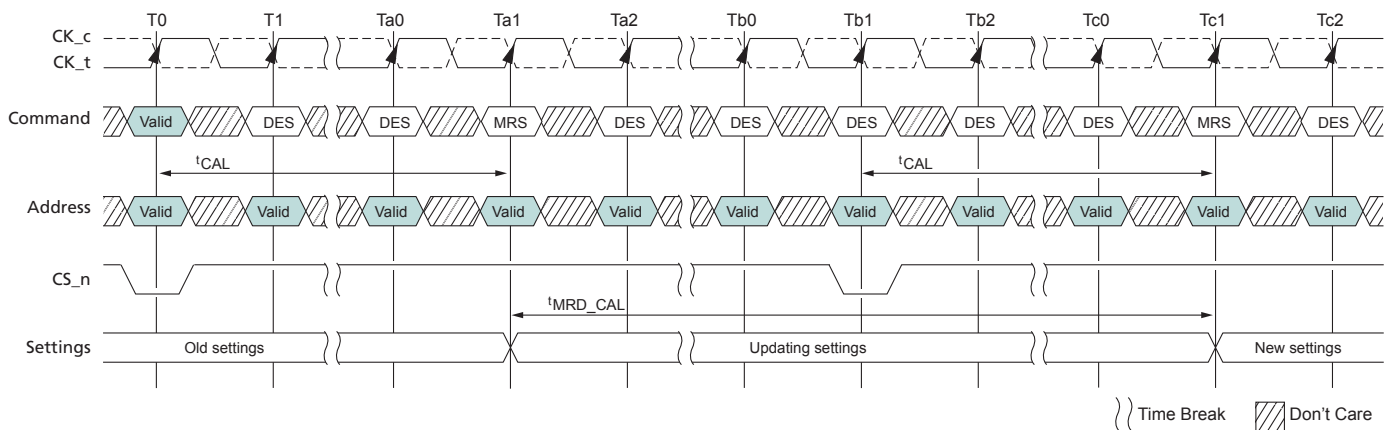 T0 T1 Ta0 Ta1 Ta2 Tb0 Tb1 Tb2 Tc0 Tc1 Tc2
CK_c
CK_t
Command Valid DES DES MRS DES DES DES DES DES MRS DES
tCAL tCAL
Address Valid Valid Valid Valid Valid Valid Valid Valid Valid Valid Valid
CS_n
tMRD_CAL
Settings Old settings Updating settings New settings
Time Break Don't Care